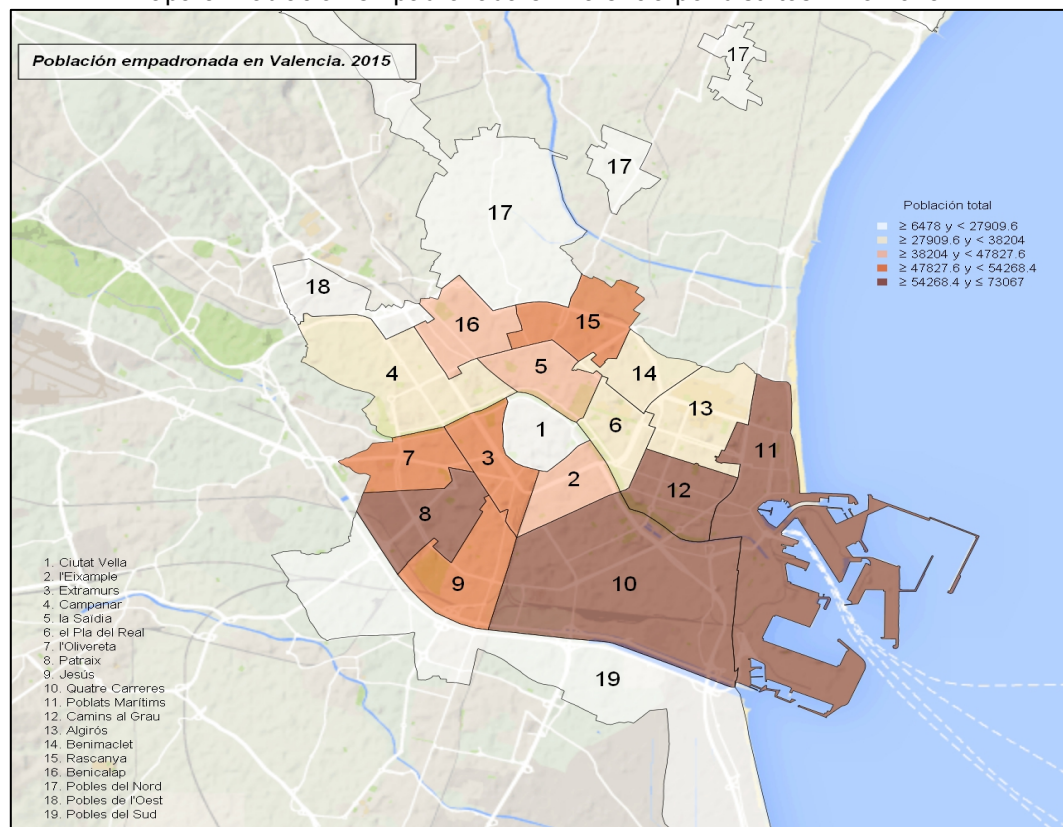 Población empadronada en Valencia. 2015
17
17
17
18
16
15
5
4
14
13
6
1
11
3
7
2
12
8
10
9
19
Población total
≥ 6478 y < 27909.6
≥ 27909.6 y < 38204
≥ 38204 y < 47827.6
≥ 47827.6 y < 54268.4
≥ 54268.4 y ≤ 73067
1. Ciutat Vella
2. l'Eixample
3. Extramurs
4. Campanar
5. la Saïdia
6. el Pla del Real
7. l'Olivereta
8. Patraix
9. Jesús
10. Quatre Carreres
11. Poblats Marítims
12. Camins al Grau
13. Algirós
14. Benimaclet
15. Rascanya
16. Benicalap
17. Pobles del Nord
18. Pobles de l'Oest
19. Pobles del Sud